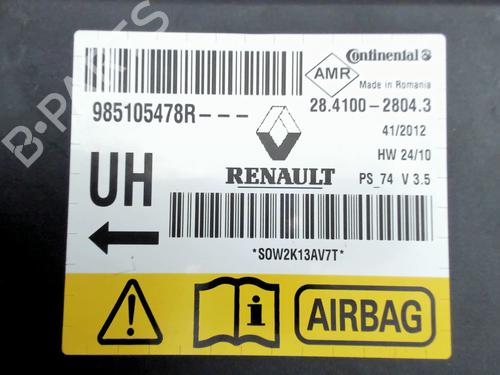 Continental
AMR
Made in Romania
985105478R---
28.4100-2804.3
41/2012
HW 24/10
UH
RENAULT
PS_74 V 3.5
*SOW2K13AV7T*
i
AIRBAG
B-PARTS